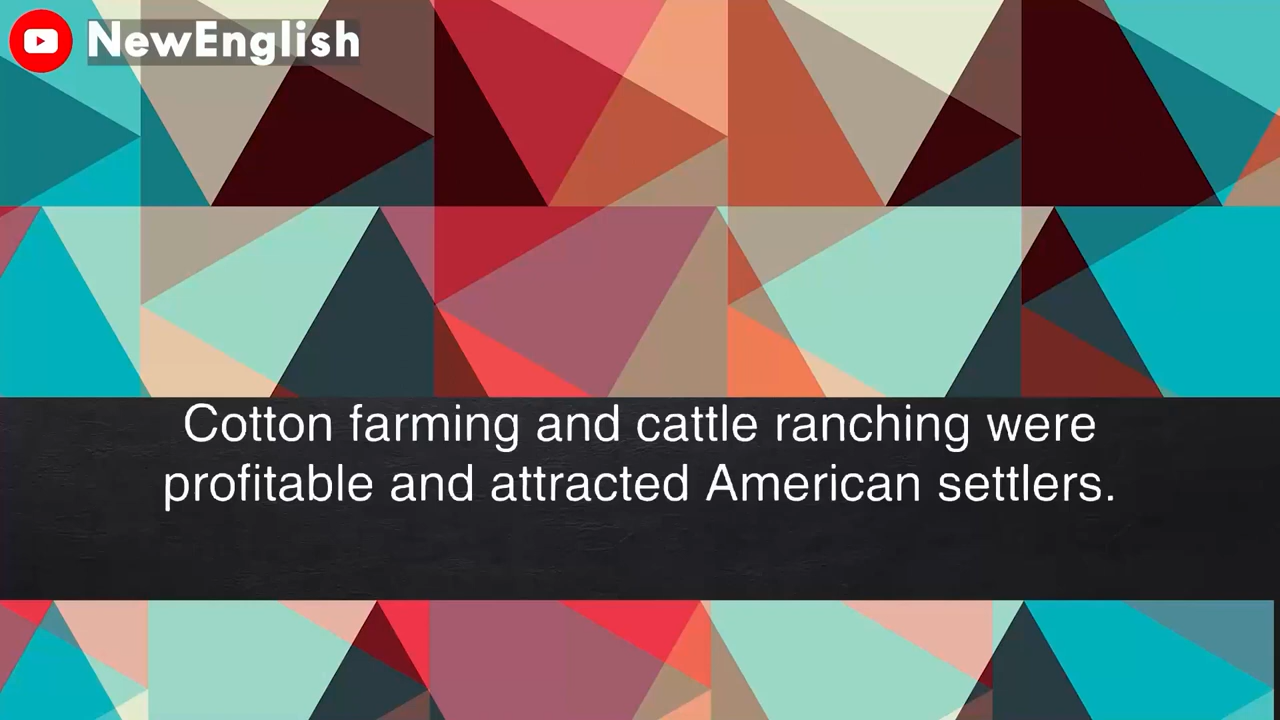 NewEnglish
Cotton farming and cattle ranching were
profitable and attracted American settlers.